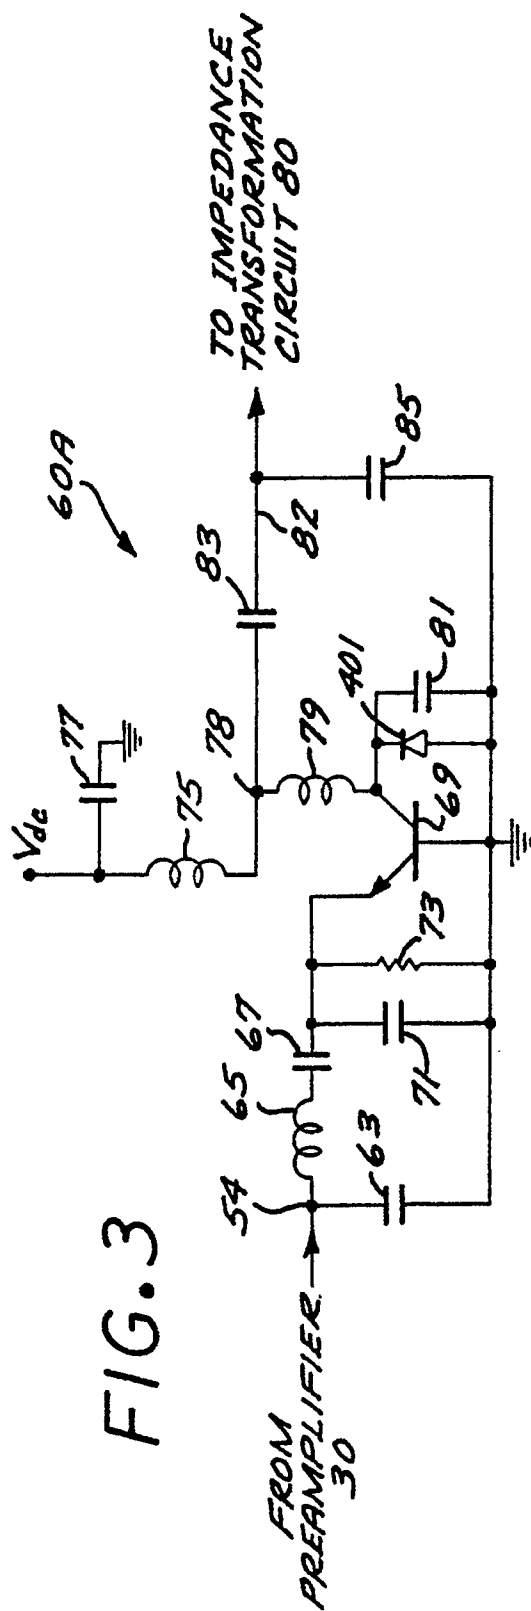 FIG. 3
60A
Vdc
77
75
78
83
TO IMPEDANCE
TRANSFORMATION
CIRCUIT 80
82
79
85
401
81
69
73
71
67
65
54
63
FROM
PREAMPLIFIER
30